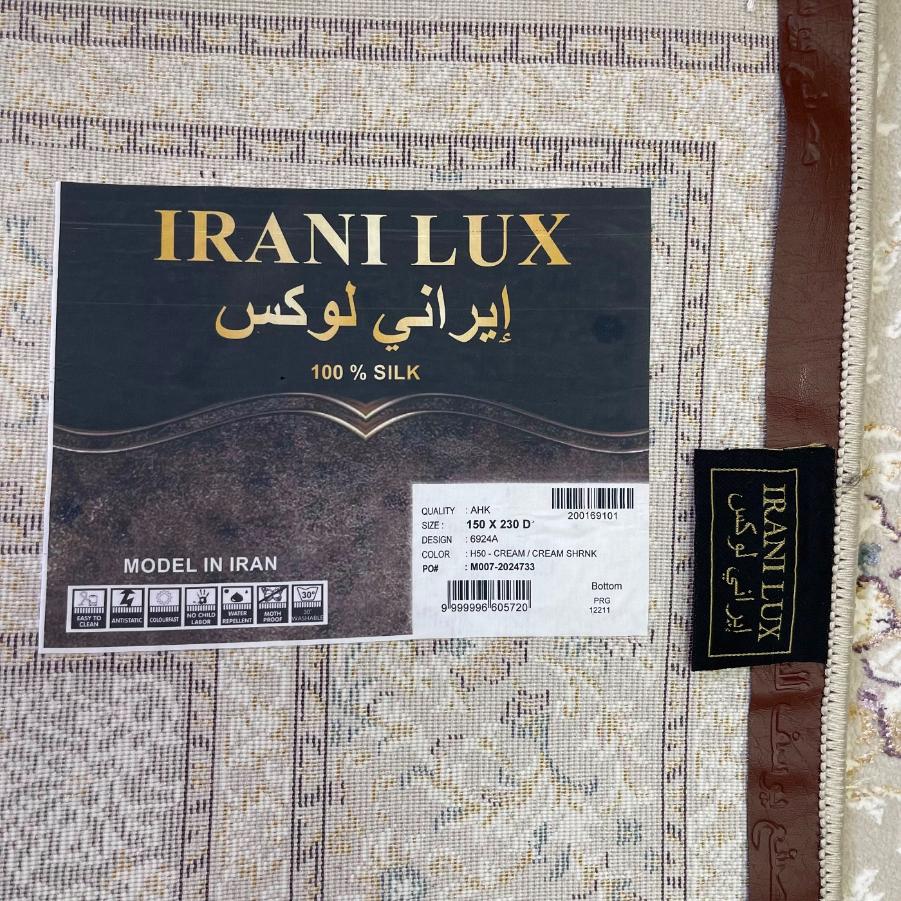 IRANI LUX
إيراني لوكس
100 % SILK
MODEL IN IRAN
EASY TO CLEAN
ANTISTATIC
COLOURFAST
NO CHILD LABOR
WATER REPELLENT
MOTH PROOF
30°
30°
WASHABLE
QUALITY : AHK
SIZE : 150 X 230 D
DESIGN : 6924A
COLOR : H50 - CREAM / CREAM SHRNK
PO# : M007-2024733
200169101
9 999996 605720
Bottom
PRG
12211
IRANI LUX
ايراني لوكس